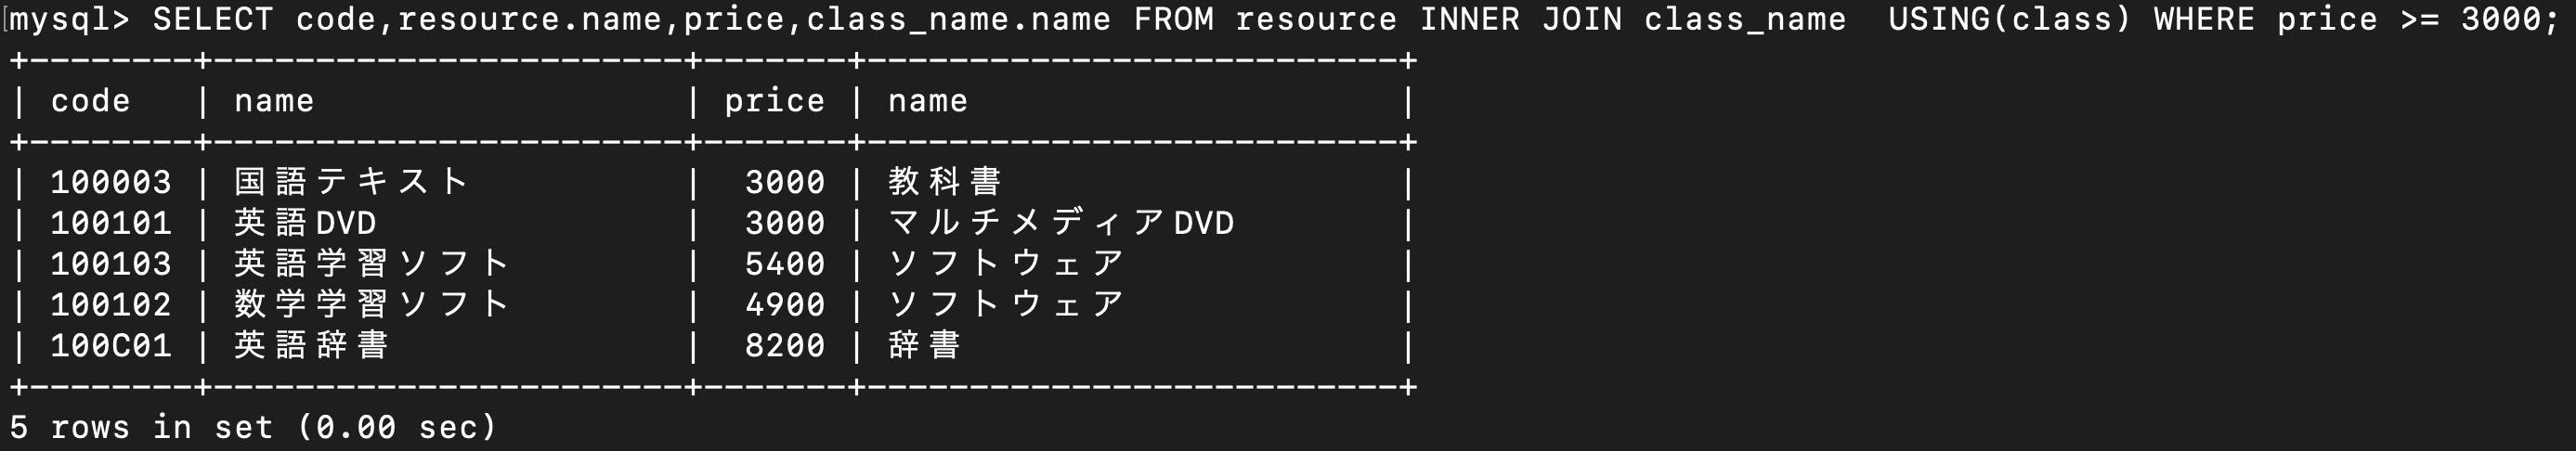 mysql> SELECT code,resource.name,price,class_name.name FROM resource INNER JOIN class_name  USING(class) WHERE price >= 3000;
+--------+-----------------------+-------+--------------------------+
| code   | name                  | price | name                     |
+--------+-----------------------+-------+--------------------------+
| 100003 | 国語テキスト          |  3000 | 教科書                   |
| 100101 | 英語DVD               |  3000 | マルチメディアDVD        |
| 100103 | 英語学習ソフト        |  5400 | ソフトウェア             |
| 100102 | 数学学習ソフト        |  4900 | ソフトウェア             |
| 100C01 | 英語辞書              |  8200 | 辞書                     |
+--------+-----------------------+-------+--------------------------+
5 rows in set (0.00 sec)